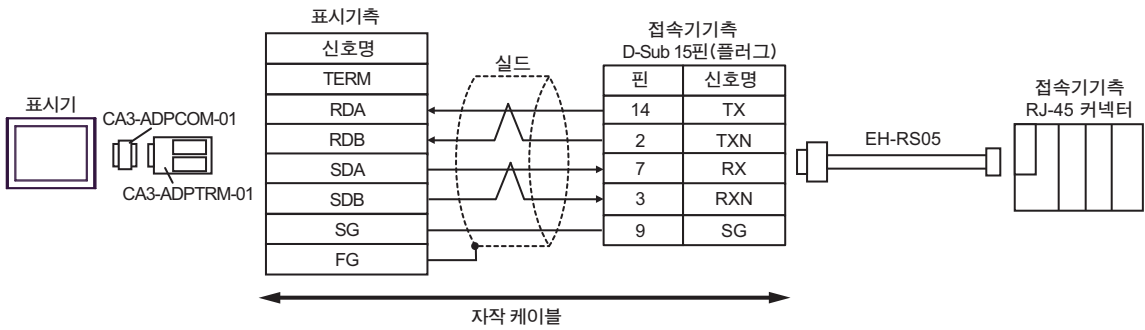 표시기
CA3-ADPCOM-01
CA3-ADPTRM-01
표시기측
신호명
TERM
RDA
RDB
SDA
SDB
SG
FG
실드
접속기기측
D-Sub 15핀(플러그)
핀 신호명
14 TX
2 TXN
7 RX
3 RXN
9 SG
EH-RS05
접속기기측
RJ-45 커넥터
자작 케이블